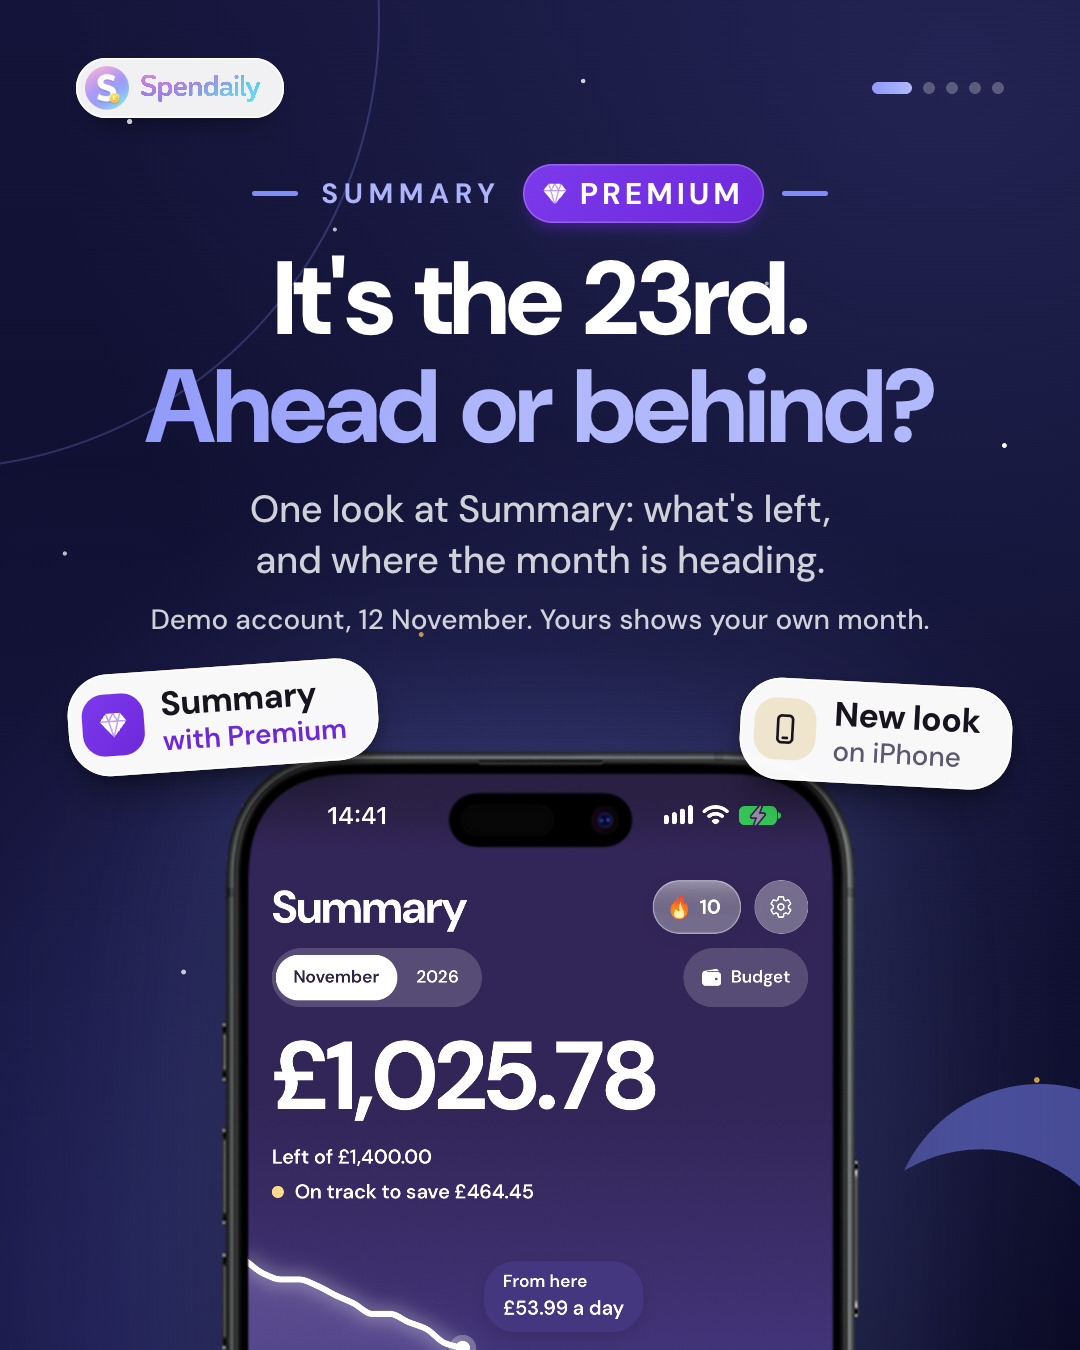 S Spendaily
SUMMARY PREMIUM
It's the 23rd.
Ahead or behind?
One look at Summary: what's left,
and where the month is heading.
Demo account, 12 November. Yours shows your own month.
Summary
with Premium
New look
on iPhone
14:41
Summary
10
November 2026
Budget
£1,025.78
Left of £1,400.00
On track to save £464.45
From here
£53.99 a day